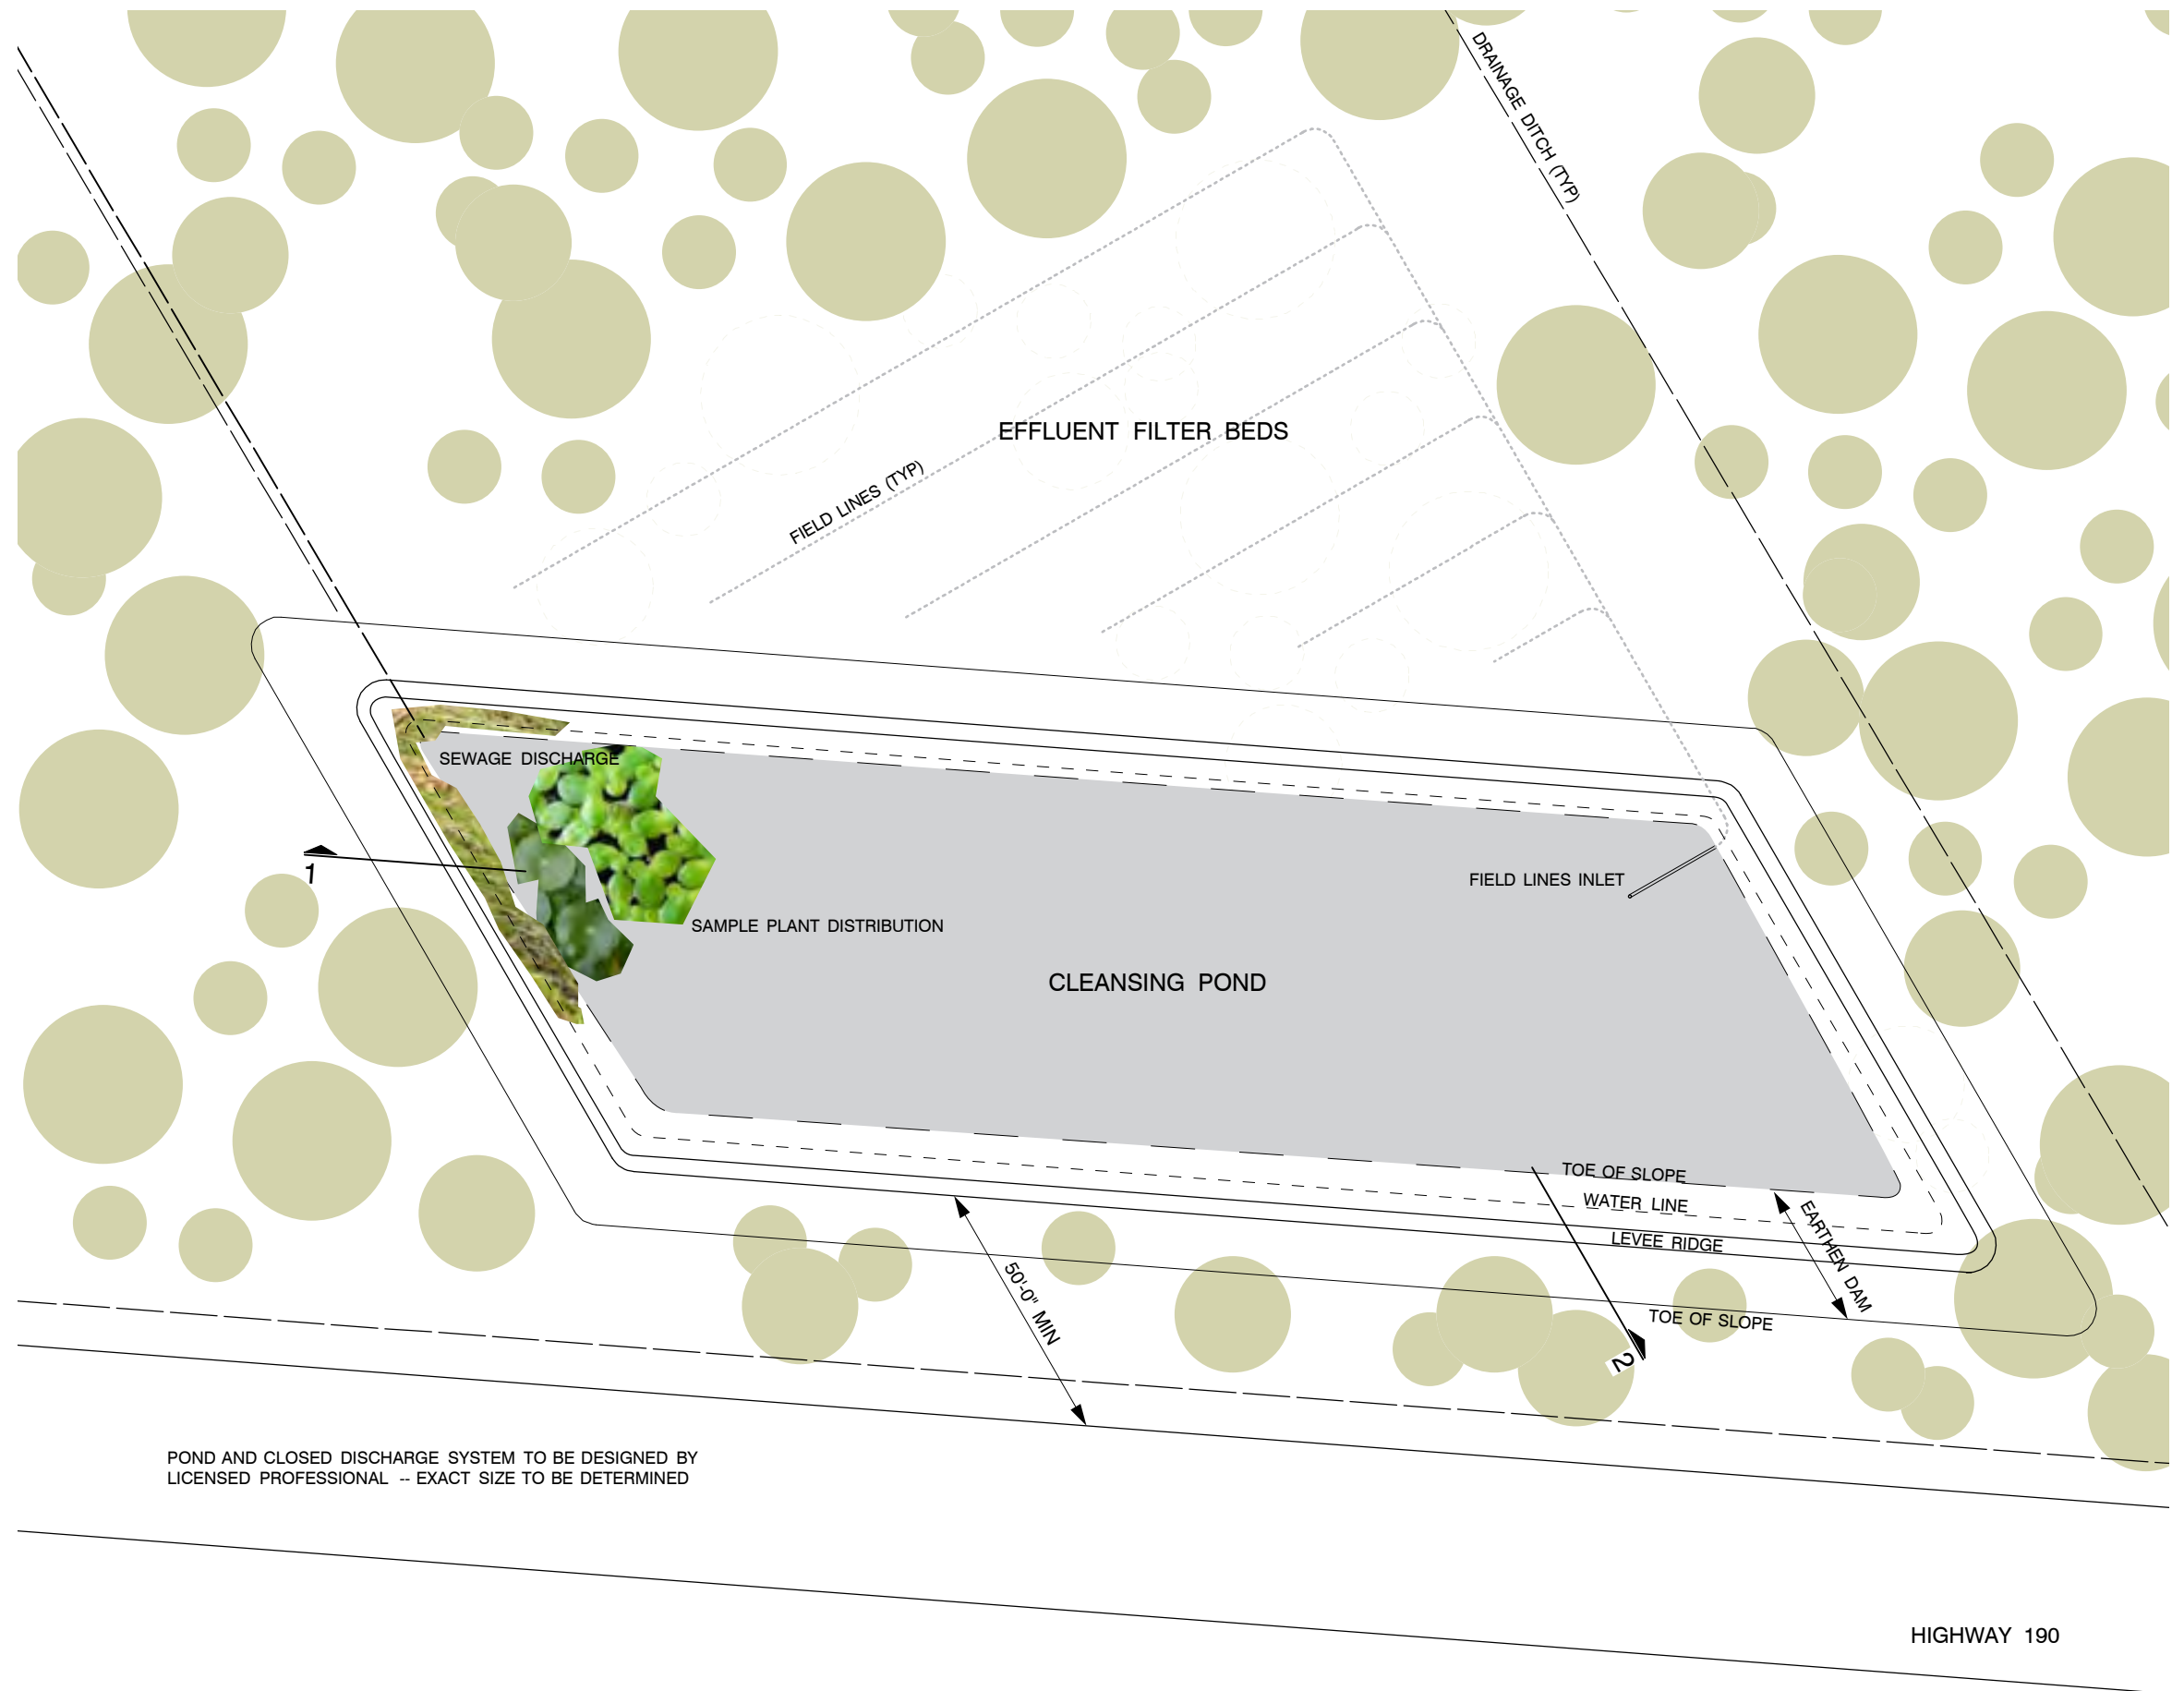 DRAINAGE DITCH (TYP)
EFFLUENT FILTER BEDS
FIELD LINES (TYP)
SEWAGE DISCHARGE
1
FIELD LINES INLET
SAMPLE PLANT DISTRIBUTION
CLEANSING POND
TOE OF SLOPE
WATER LINE
LEVEE RIDGE
EARTHEN DAM
50'-0" MIN
TOE OF SLOPE
2
POND AND CLOSED DISCHARGE SYSTEM TO BE DESIGNED BY
LICENSED PROFESSIONAL -- EXACT SIZE TO BE DETERMINED
HIGHWAY 190